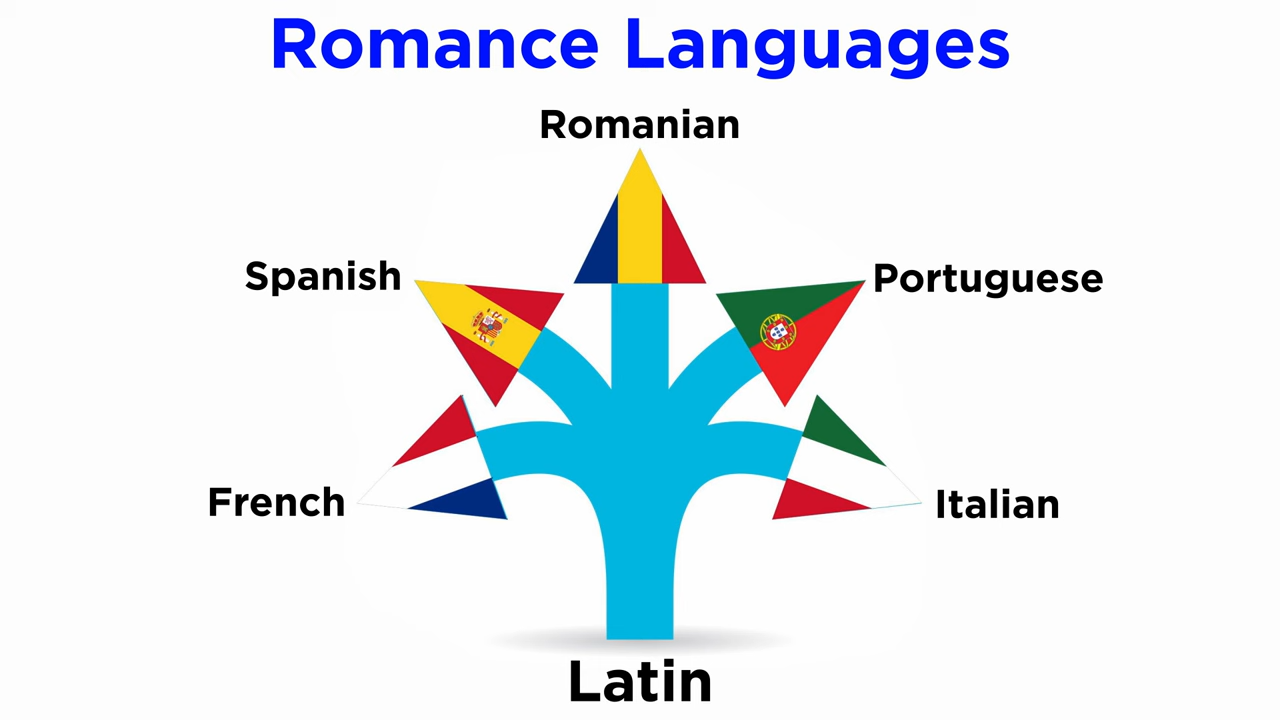 Romance Languages
Romanian
Spanish
Portuguese
French
Italian
Latin